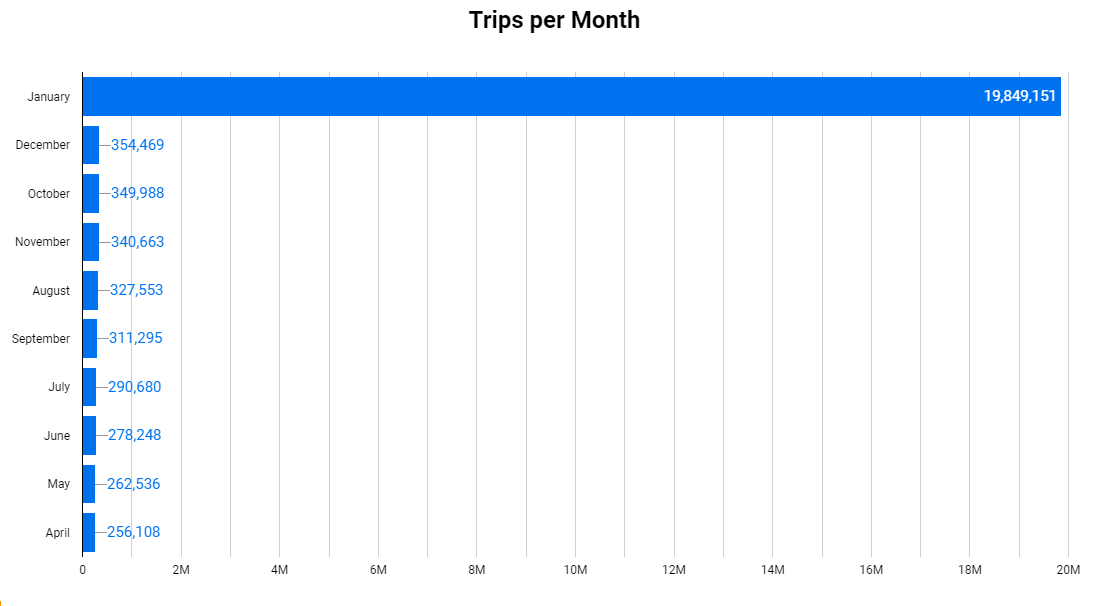 Trips per Month
January 19,849,151
December 354,469
October 349,988
November 340,663
August 327,553
September 311,295
July 290,680
June 278,248
May 262,536
April 256,108
0 2M 4M 6M 8M 10M 12M 14M 16M 18M 20M